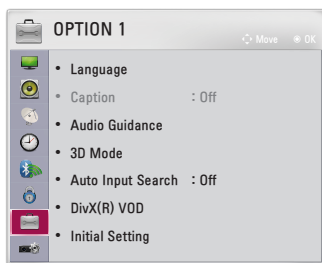 OPTION 1
Move OK
• Language
• Caption : Off
• Audio Guidance
• 3D Mode
• Auto Input Search : Off
• DivX(R) VOD
• Initial Setting